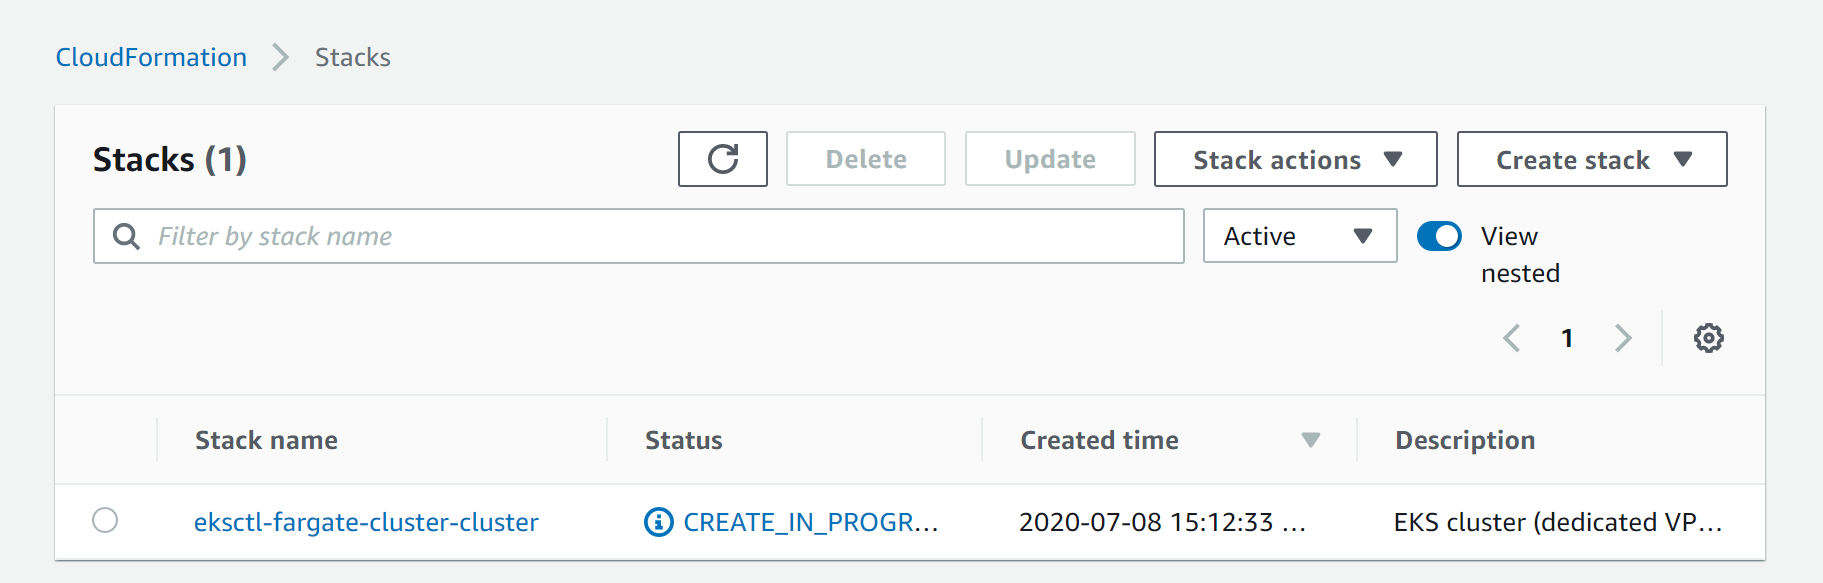 CloudFormation > Stacks
Stacks (1)
Delete
Update
Stack actions
Create stack
Filter by stack name
Active
View
nested
1
Stack name
Status
Created time
Description
eksctl-fargate-cluster-cluster
CREATE_IN_PROGR...
2020-07-08 15:12:33 ...
EKS cluster (dedicated VP...